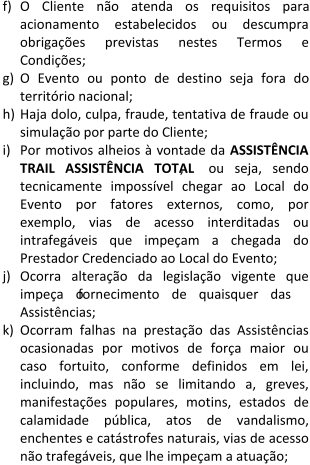 f) O Cliente não atenda os requisitos para
acionamento estabelecidos ou descumpra
obrigações previstas nestes Termos e
Condições;
g) O Evento ou ponto de destino seja fora do
território nacional;
h) Haja dolo, culpa, fraude, tentativa de fraude ou
simulação por parte do Cliente;
i) Por motivos alheios à vontade da ASSISTÊNCIA
TRAIL ASSISTÊNCIA TOTAL ou seja, sendo
tecnicamente impossível chegar ao Local do
Evento por fatores externos, como, por
exemplo, vias de acesso interditadas ou
intrafegáveis que impeçam a chegada do
Prestador Credenciado ao Local do Evento;
j) Ocorra alteração da legislação vigente que
impeça o fornecimento de quaisquer das
Assistências;
k) Ocorram falhas na prestação das Assistências
ocasionadas por motivos de força maior ou
caso fortuito, conforme definidos em lei,
incluindo, mas não se limitando a, greves,
manifestações populares, motins, estados de
calamidade pública, atos de vandalismo,
enchentes e catástrofes naturais, vias de acesso
não trafegáveis, que lhe impeçam a atuação;